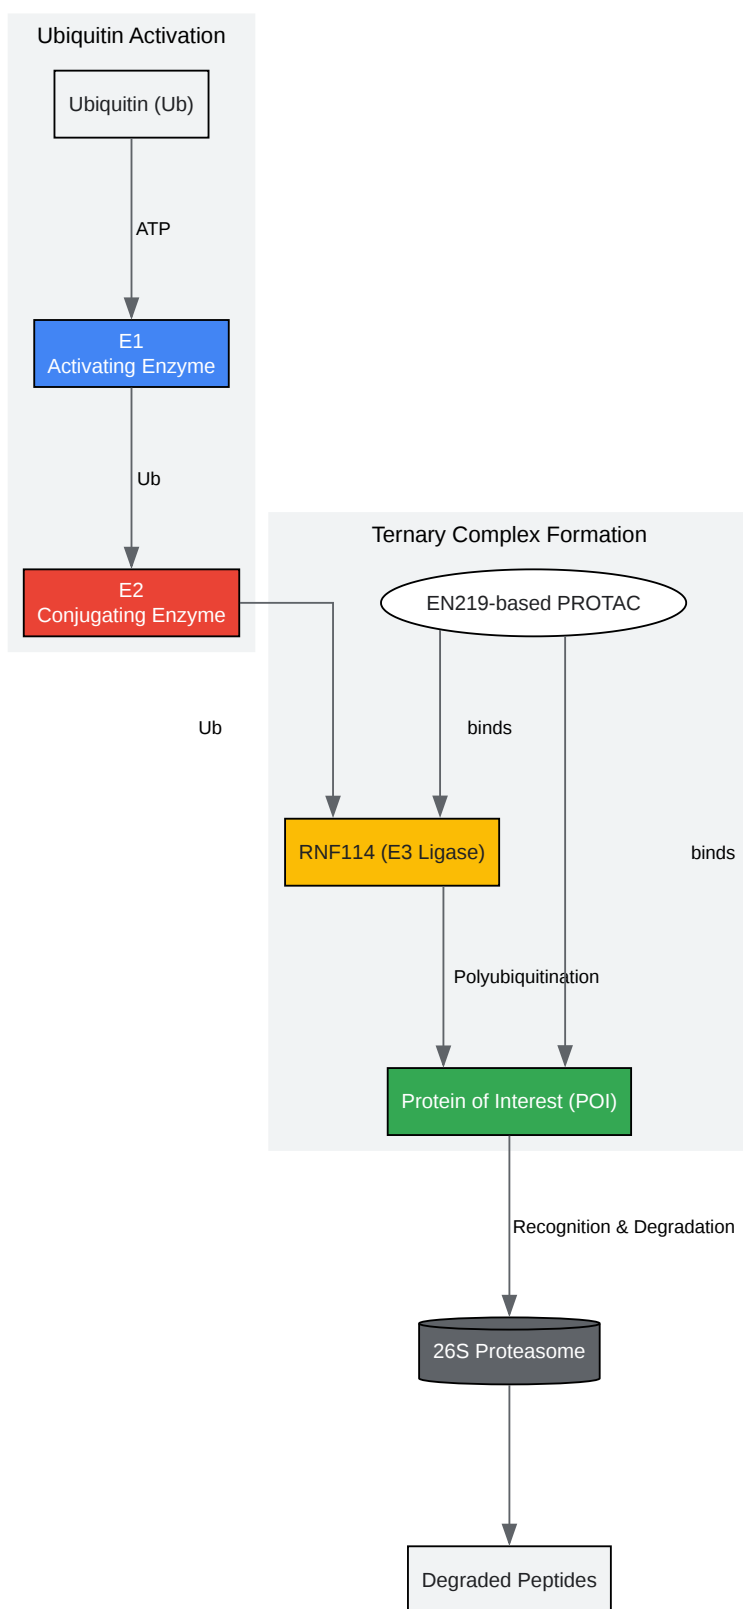 Ubiquitin Activation
Ubiquitin (Ub)
ATP
E1
Activating Enzyme
Ub
E2
Conjugating Enzyme
Ternary Complex Formation
EN219-based PROTAC
Ub
binds
RNF114 (E3 Ligase)
binds
Polyubiquitination
Protein of Interest (POI)
Recognition & Degradation
26S Proteasome
Degraded Peptides